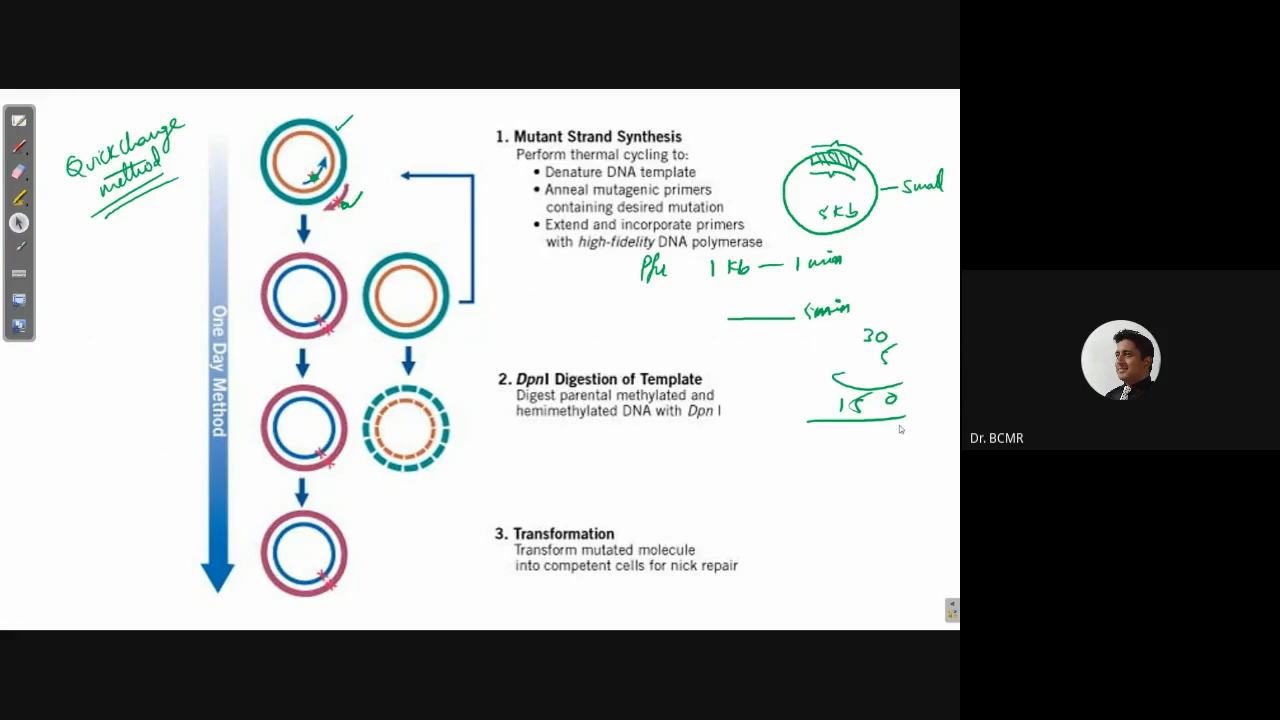 Quickchange
method
One Day Method
1. Mutant Strand Synthesis
Perform thermal cycling to:
• Denature DNA template
• Anneal mutagenic primers
containing desired mutation
• Extend and incorporate primers
with high-fidelity DNA polymerase
5 Kb
Small
Pfu 1 Kb — 1 min
5min
30
5
150
2. DpnI Digestion of Template
Digest parental methylated and
hemimethylated DNA with Dpn I
3. Transformation
Transform mutated molecule
into competent cells for nick repair
Dr. BCMR